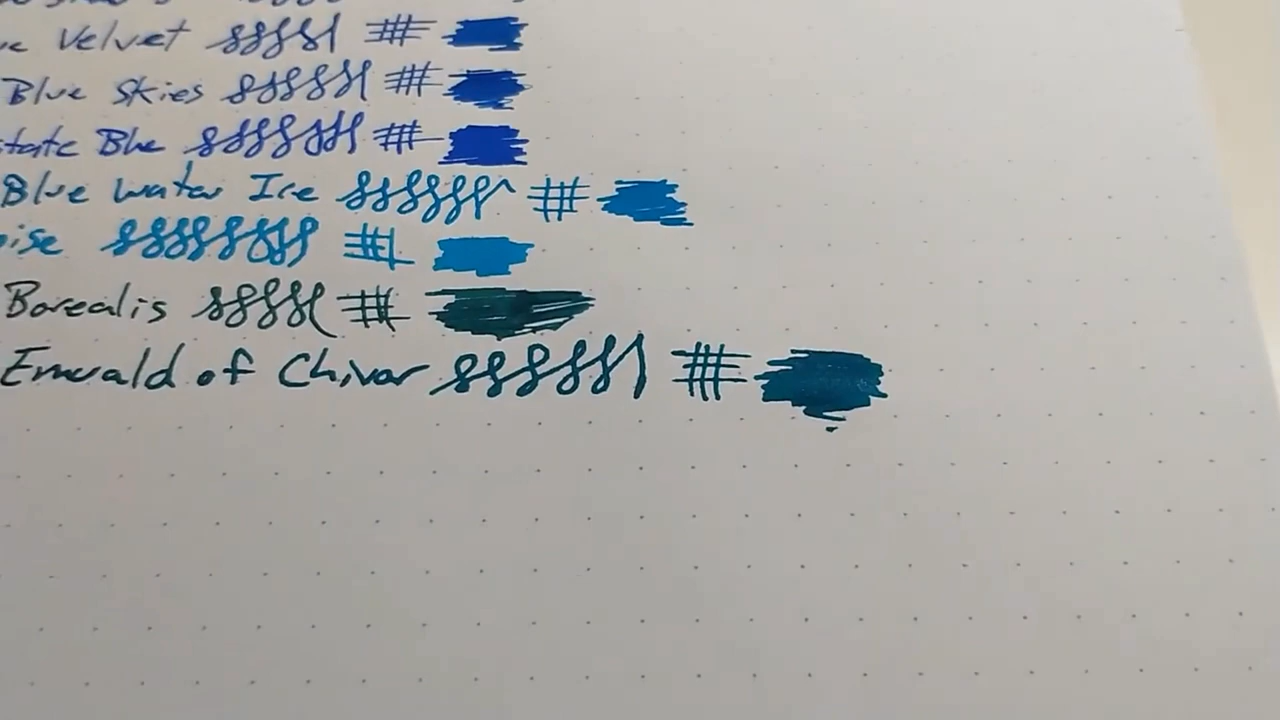 Velvet
Blue Skies
Blue
Blue Water Ice
Borealis
Emerald of Chivor